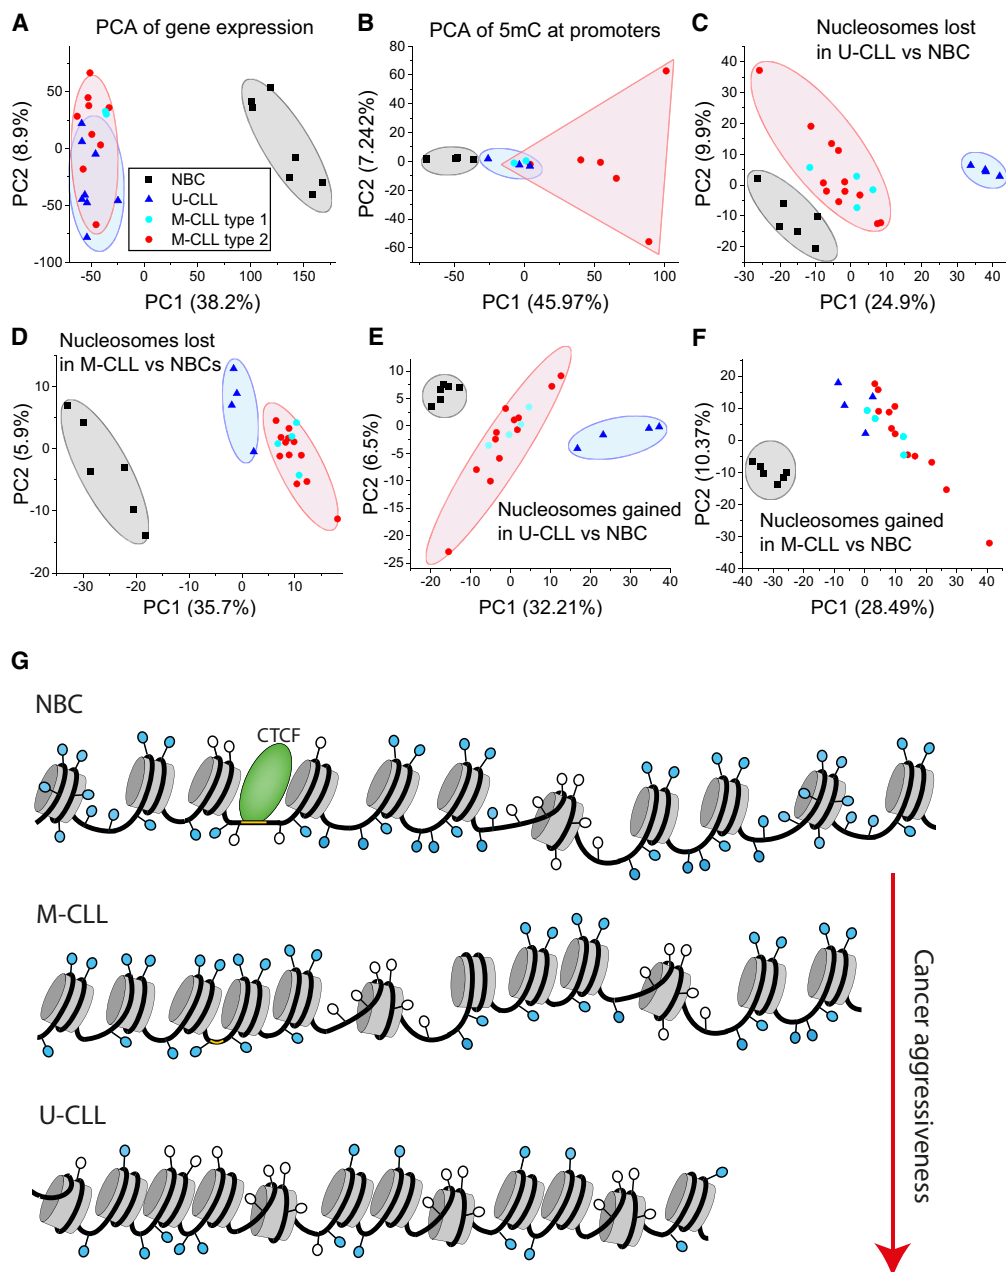 A
PCA of gene expression
PC2 (8.9%)
50
0
-50
-100
-50
0
50
100
150
PC1 (38.2%)
NBC
U-CLL
M-CLL type 1
M-CLL type 2
B
PCA of 5mC at promoters
PC2 (7.242%)
80
60
40
20
0
-20
-40
-60
-50
0
50
100
PC1 (45.97%)
C
Nucleosomes lost
in U-CLL vs NBC
PC2 (9.9%)
40
30
20
10
0
-10
-20
-30
-20
-10
0
10
20
30
40
PC1 (24.9%)
D
Nucleosomes lost
in M-CLL vs NBCs
PC2 (5.9%)
10
0
-10
-20
-30
-20
-10
0
10
PC1 (35.7%)
E
PC2 (6.5%)
10
5
0
-5
-10
-15
-20
-25
-20
-10
0
10
20
30
40
PC1 (32.21%)
Nucleosomes gained
in U-CLL vs NBC
F
PC2 (10.37%)
20
10
0
-10
-20
-30
-40
-40
-30
-20
-10
0
10
20
30
40
PC1 (28.49%)
Nucleosomes gained
in M-CLL vs NBC
G
NBC
CTCF
M-CLL
U-CLL
Cancer aggressiveness